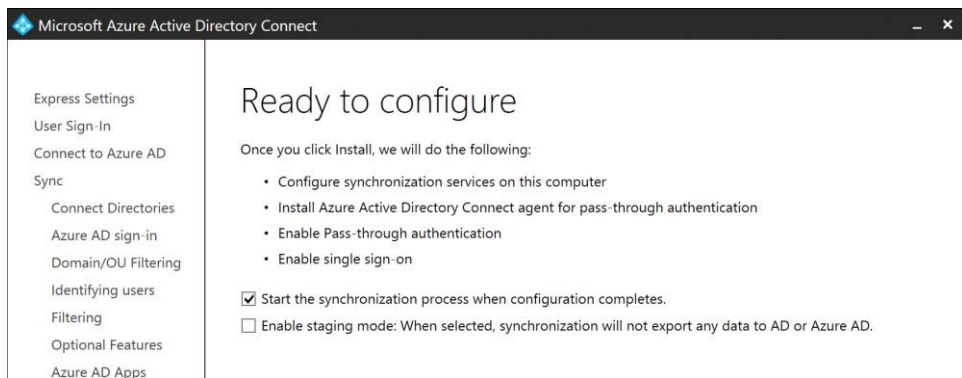 Microsoft Azure Active Directory Connect
Express Settings
User Sign-In
Connect to Azure AD
Sync
Connect Directories
Azure AD sign-in
Domain/OU Filtering
Identifying users
Filtering
Optional Features
Azure AD Apps
Ready to configure
Once you click Install, we will do the following:
• Configure synchronization services on this computer
• Install Azure Active Directory Connect agent for pass-through authentication
• Enable Pass-through authentication
• Enable single sign-on
Start the synchronization process when configuration completes.
Enable staging mode: When selected, synchronization will not export any data to AD or Azure AD.